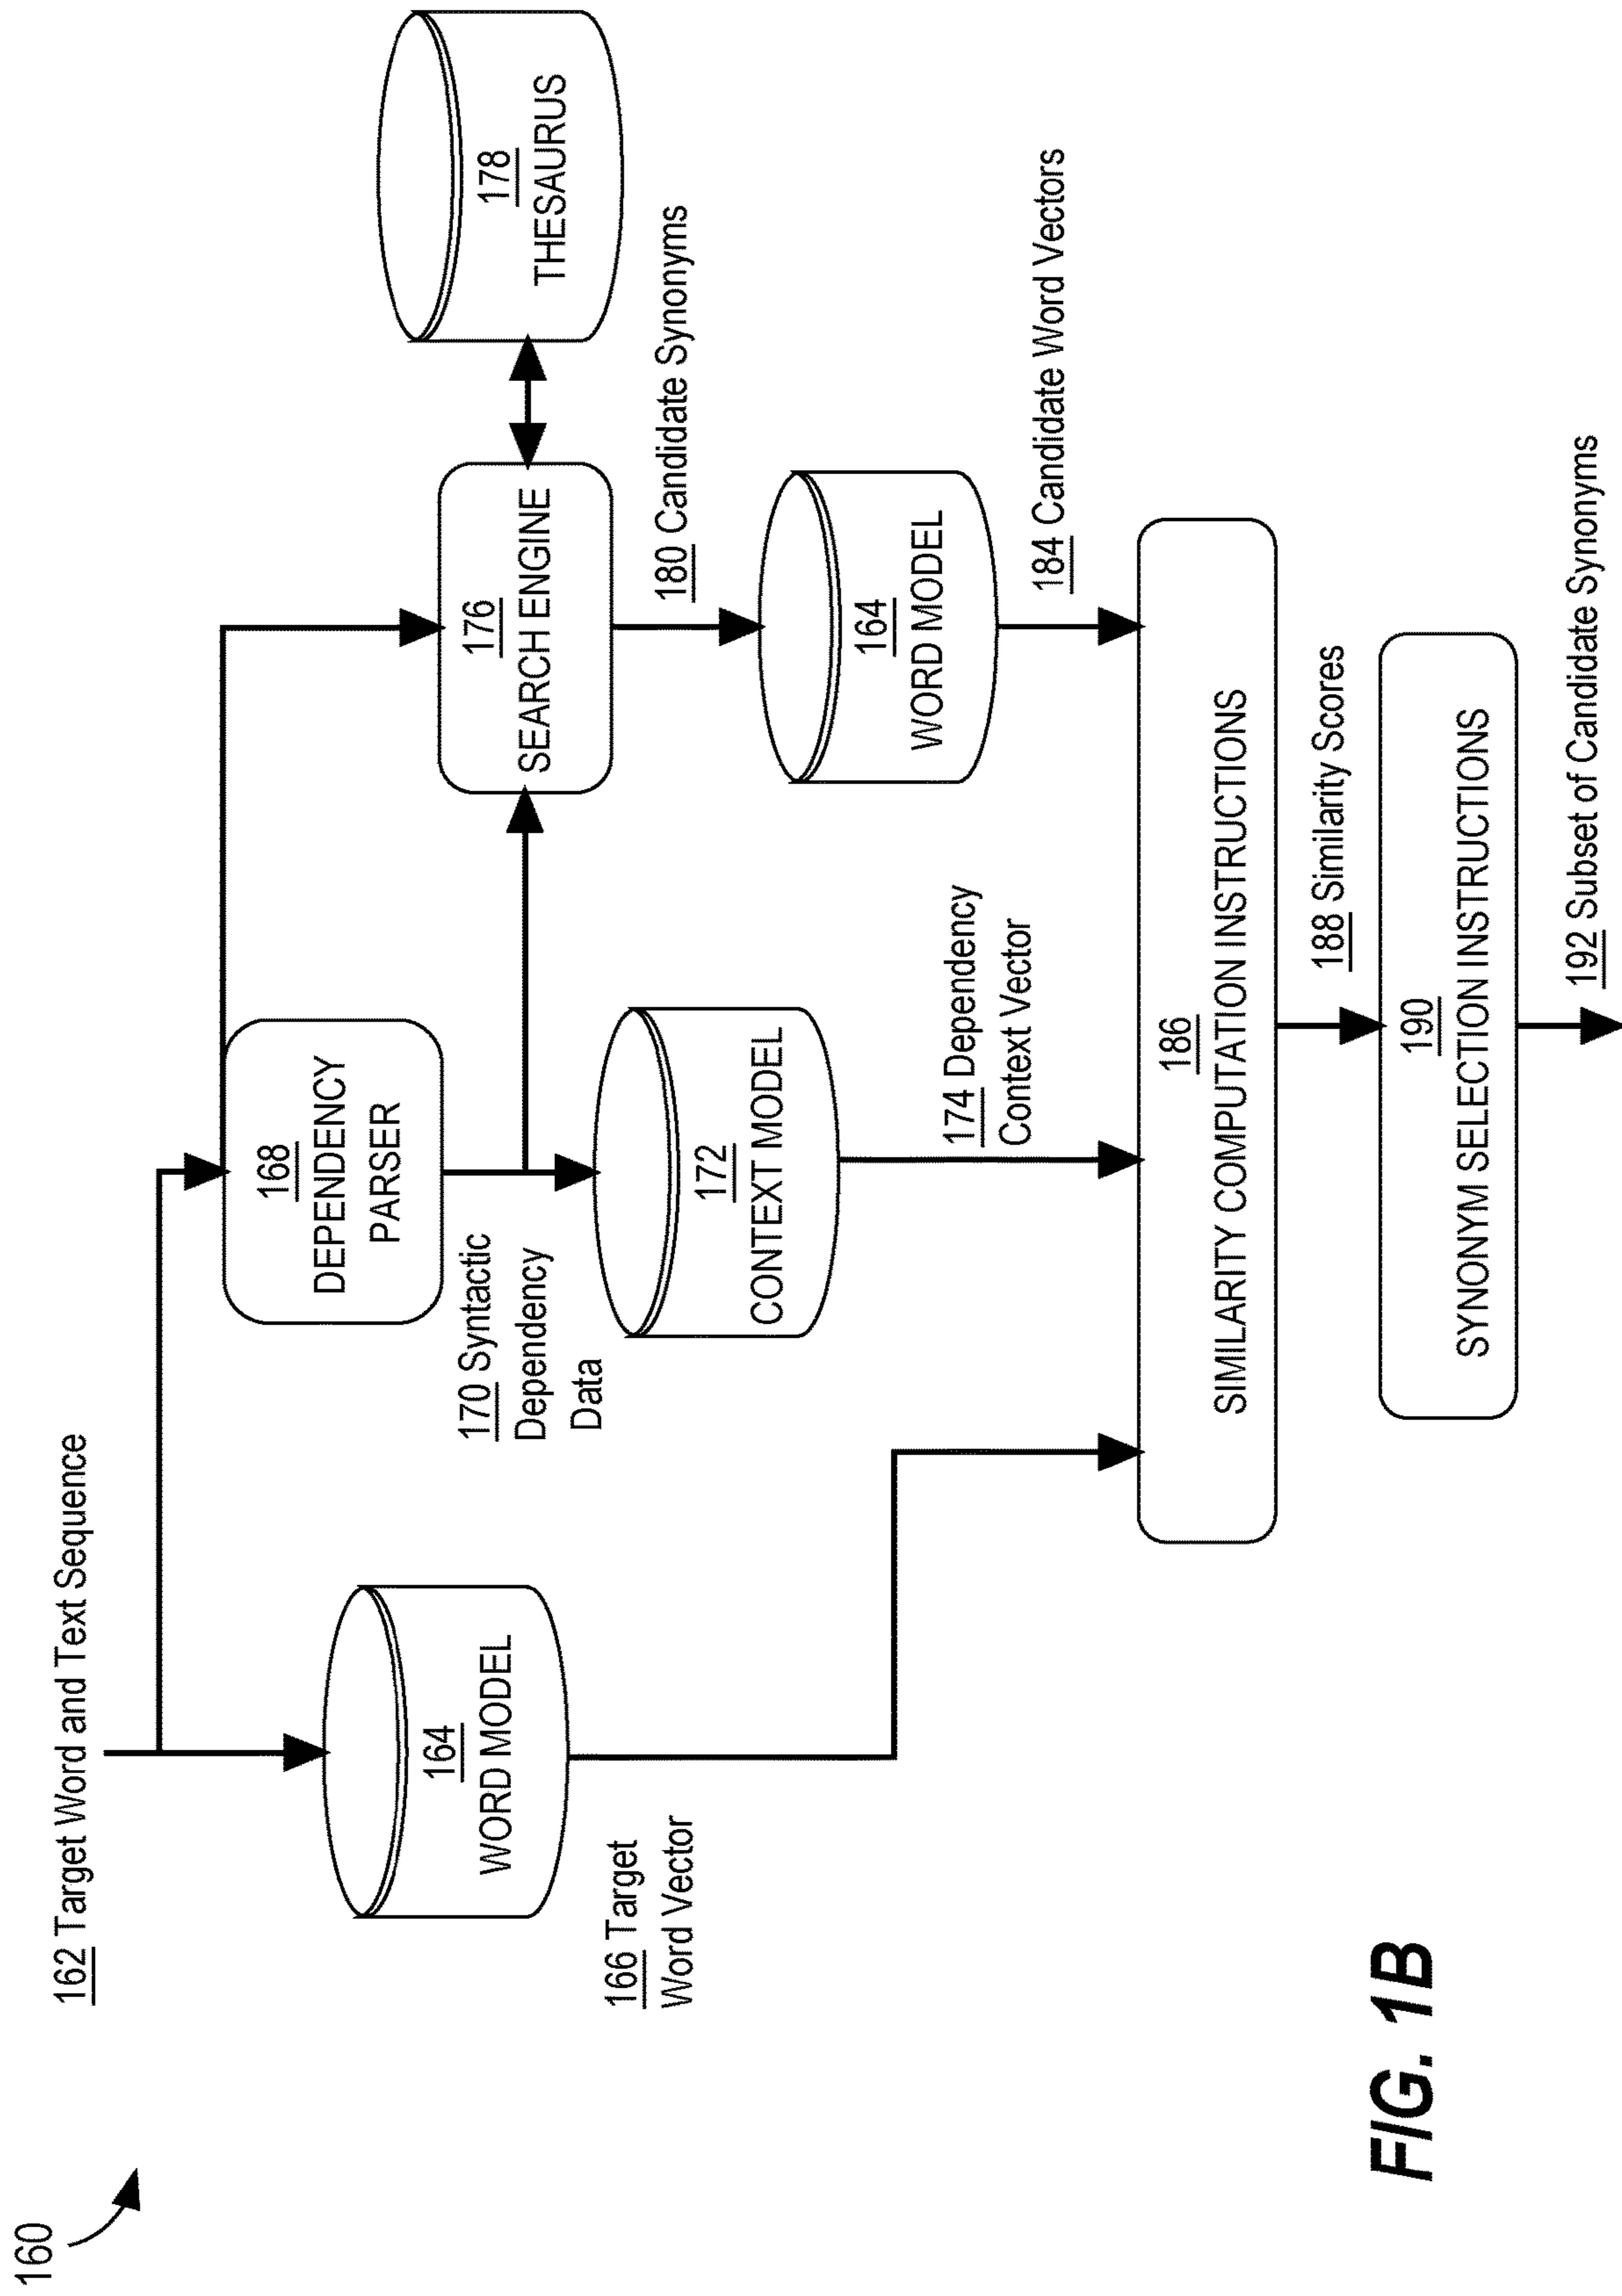 160
162 Target Word and Text Sequence
168
DEPENDENCY
PARSER
178
THESAURUS
176
SEARCH ENGINE
164
WORD MODEL
170 Syntactic
Dependency
Data
180 Candidate Synonyms
166 Target
Word Vector
172
CONTEXT MODEL
164
WORD MODEL
174 Dependency
Context Vector
184 Candidate Word Vectors
186
SIMILARITY COMPUTATION INSTRUCTIONS
188 Similarity Scores
190
SYNONYM SELECTION INSTRUCTIONS
192 Subset of Candidate Synonyms
FIG. 1B